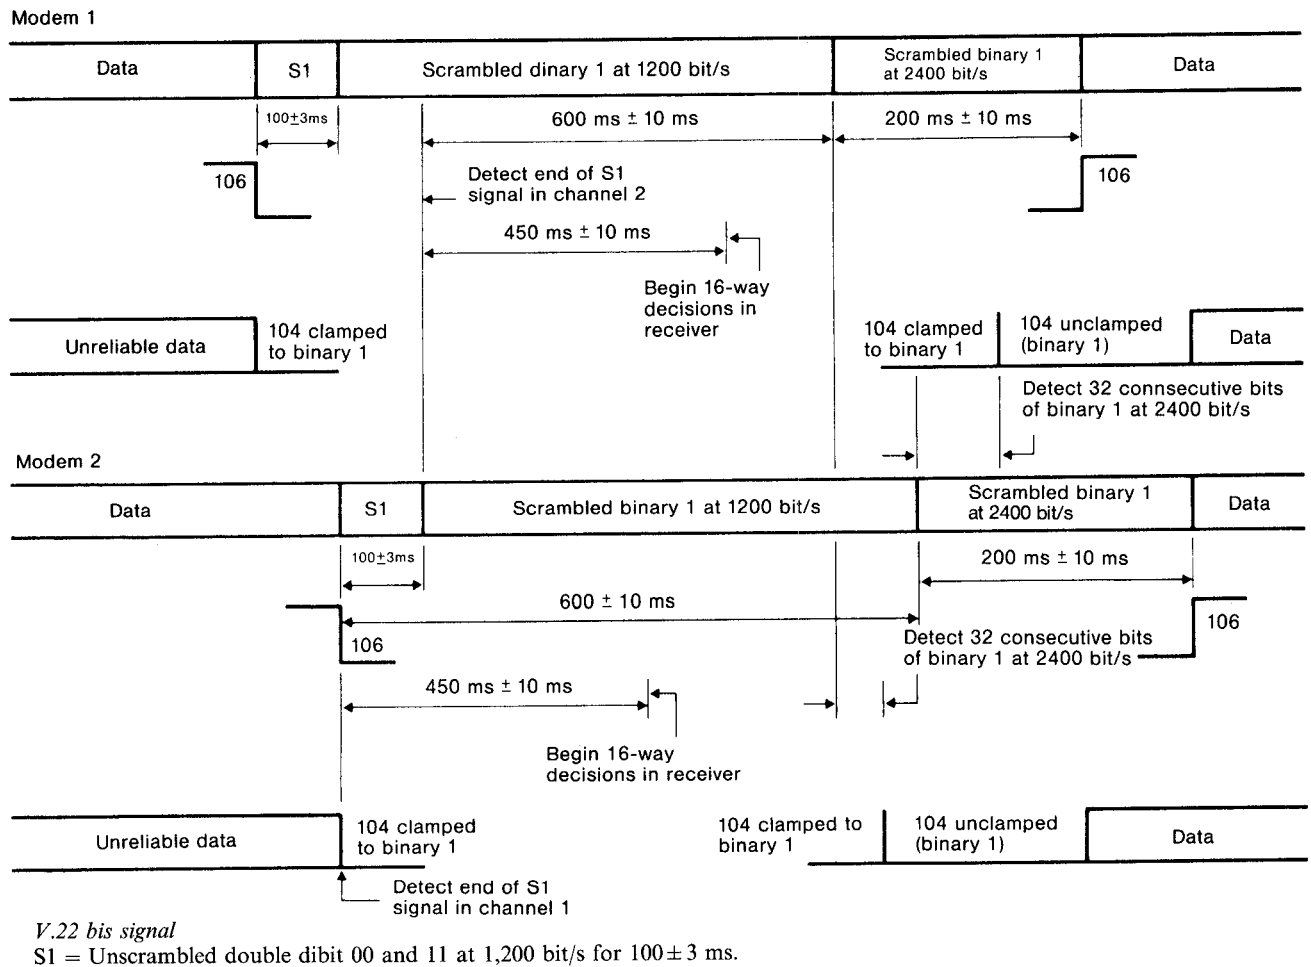 Modem 1
Data
S1
Scrambled dinary 1 at 1200 bit/s
Scrambled binary 1
at 2400 bit/s
Data
100±3ms
600 ms ± 10 ms
200 ms ± 10 ms
106
Detect end of S1
signal in channel 2
106
450 ms ± 10 ms
Begin 16-way
decisions in
receiver
Unreliable data
104 clamped
to binary 1
104 clamped
to binary 1
104 unclamped
(binary 1)
Data
Detect 32 connsecutive bits
of binary 1 at 2400 bit/s
Modem 2
Data
S1
Scrambled binary 1 at 1200 bit/s
Scrambled binary 1
at 2400 bit/s
Data
100±3ms
200 ms ± 10 ms
600 ± 10 ms
106
106
Detect 32 consecutive bits
of binary 1 at 2400 bit/s
450 ms ± 10 ms
Begin 16-way
decisions in receiver
Unreliable data
104 clamped
to binary 1
104 clamped to
binary 1
104 unclamped
(binary 1)
Data
Detect end of S1
signal in channel 1
V.22 bis signal
S1 = Unscrambled double dibit 00 and 11 at 1,200 bit/s for 100±3 ms.